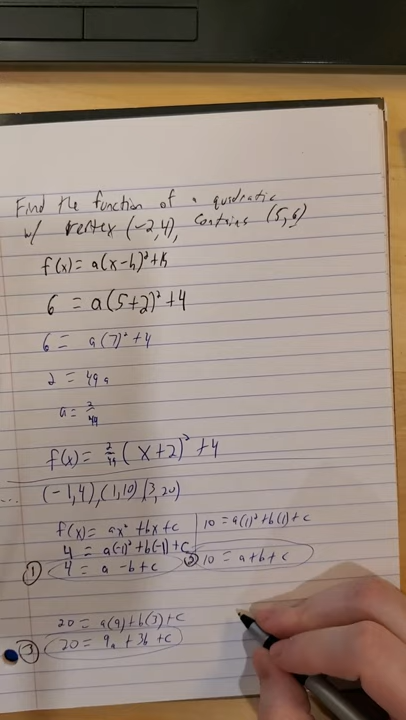 Find the function of a quadratic
w/ vertex (-2,4), contains (5,6)
f(x) = a(x-h)²+k
6 = a(5+2)²+4
6 = a(7)²+4
2 = 49a
a = 2/49
f(x) = 2/49 (x+2)²+4
(-1,4), (1,10) (3,20)
f(x) = ax²+bx+c
4 = a(-1)²+b(-1)+c
① 4 = a-b+c
10 = a(1)²+b(1)+c
② 10 = a+b+c
20 = a(9)+b(3)+c
③ 20 = 9a+3b+c